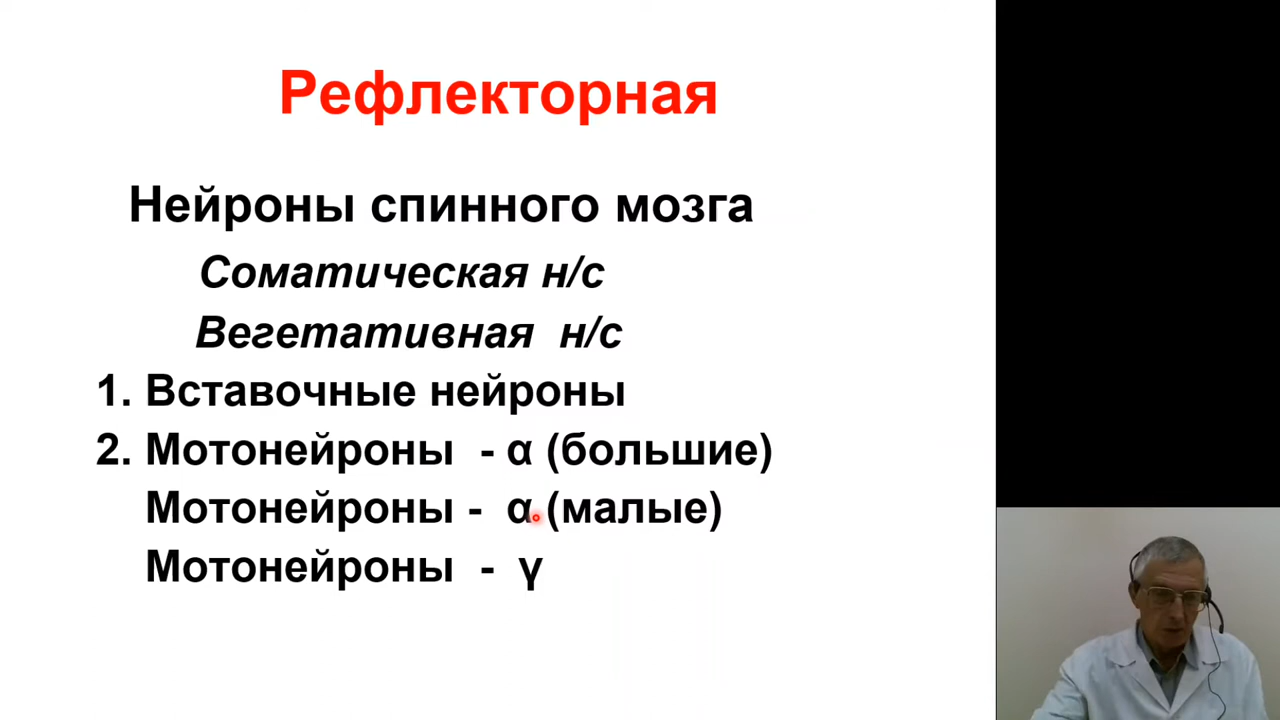 Рефлекторная
Нейроны спинного мозга
Соматическая н/с
Вегетативная н/с
1. Вставочные нейроны
2. Мотонейроны - α (большие)
Мотонейроны - α (малые)
Мотонейроны - γ